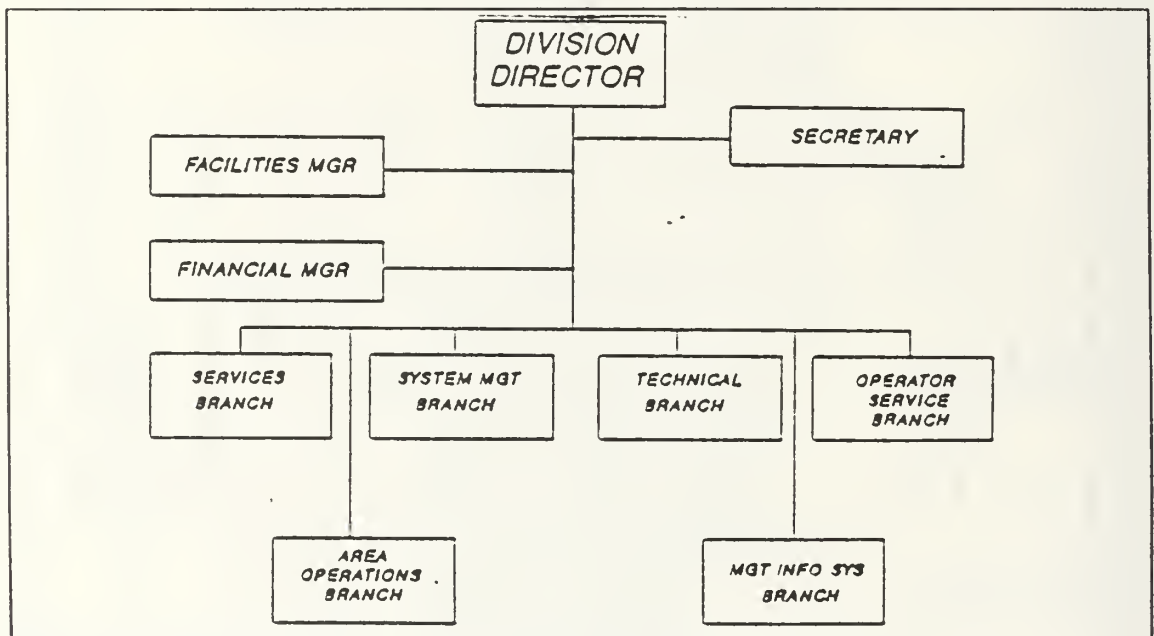 DIVISION
DIRECTOR
SECRETARY
FACILITIES MGR
FINANCIAL MGR
SERVICES
BRANCH
SYSTEM MGT
BRANCH
TECHNICAL
BRANCH
OPERATOR
SERVICE
BRANCH
AREA
OPERATIONS
BRANCH
MGT INFO SYS
BRANCH